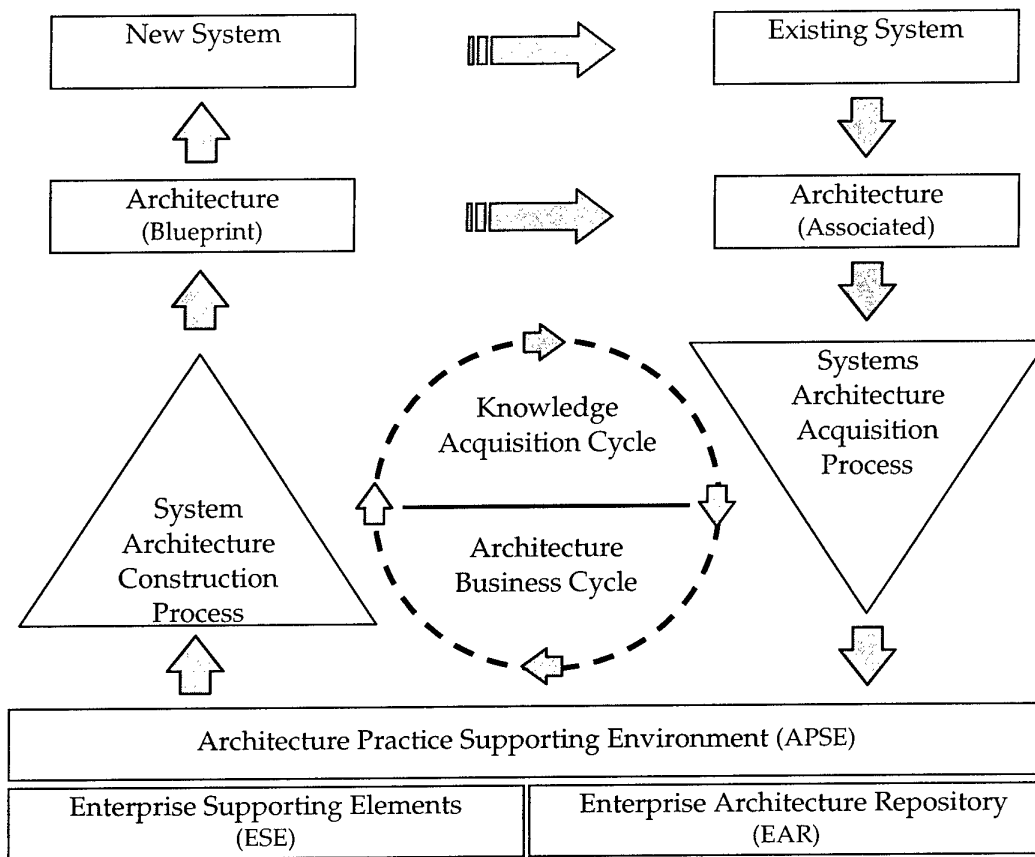 New System
Existing System
Architecture
(Blueprint)
Architecture
(Associated)
Systems
Architecture
Acquisition
Process
Knowledge
Acquisition Cycle
System
Architecture
Construction
Process
Architecture
Business Cycle
Architecture Practice Supporting Environment (APSE)
Enterprise Supporting Elements
(ESE)
Enterprise Architecture Repository
(EAR)